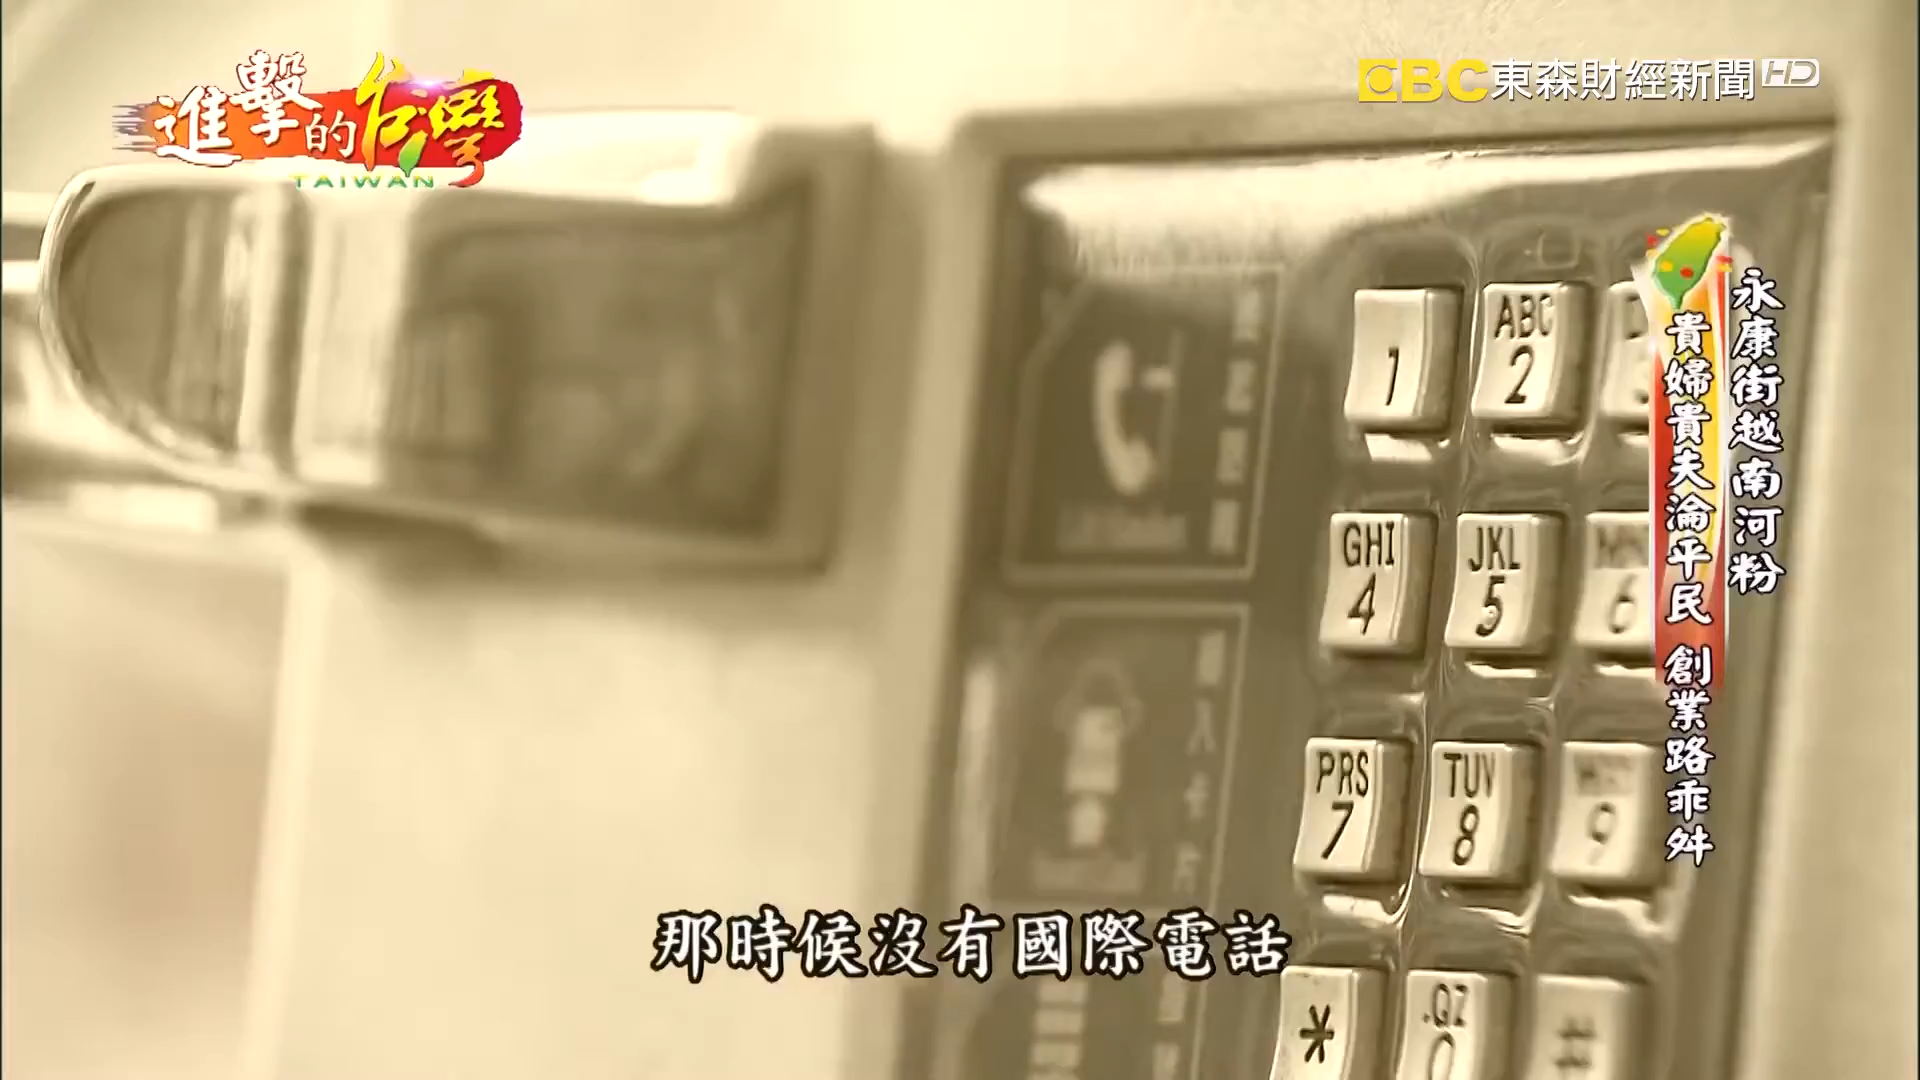 進擊的台灣
TAIWAN
EBC東森財經新聞HD
永康街越南河粉
貴婦貴夫淪平民 創業路乖舛
1
ABC
2
GHI
4
JKL
5
6
PRS
7
TUV
8
9
*
.QZ
0
#
那時候沒有國際電話